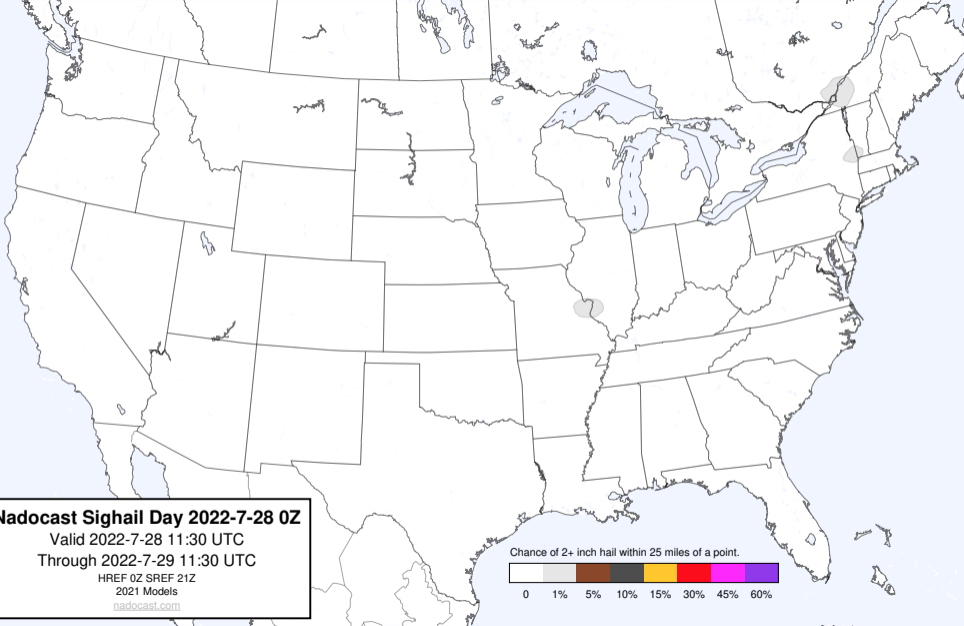 Nadocast Sighail Day 2022-7-28 0Z
Valid 2022-7-28 11:30 UTC
Through 2022-7-29 11:30 UTC
HREF 0Z SREF 21Z
2021 Models
nadocast.com
Chance of 2+ inch hail within 25 miles of a point.
0 1% 5% 10% 15% 30% 45% 60%